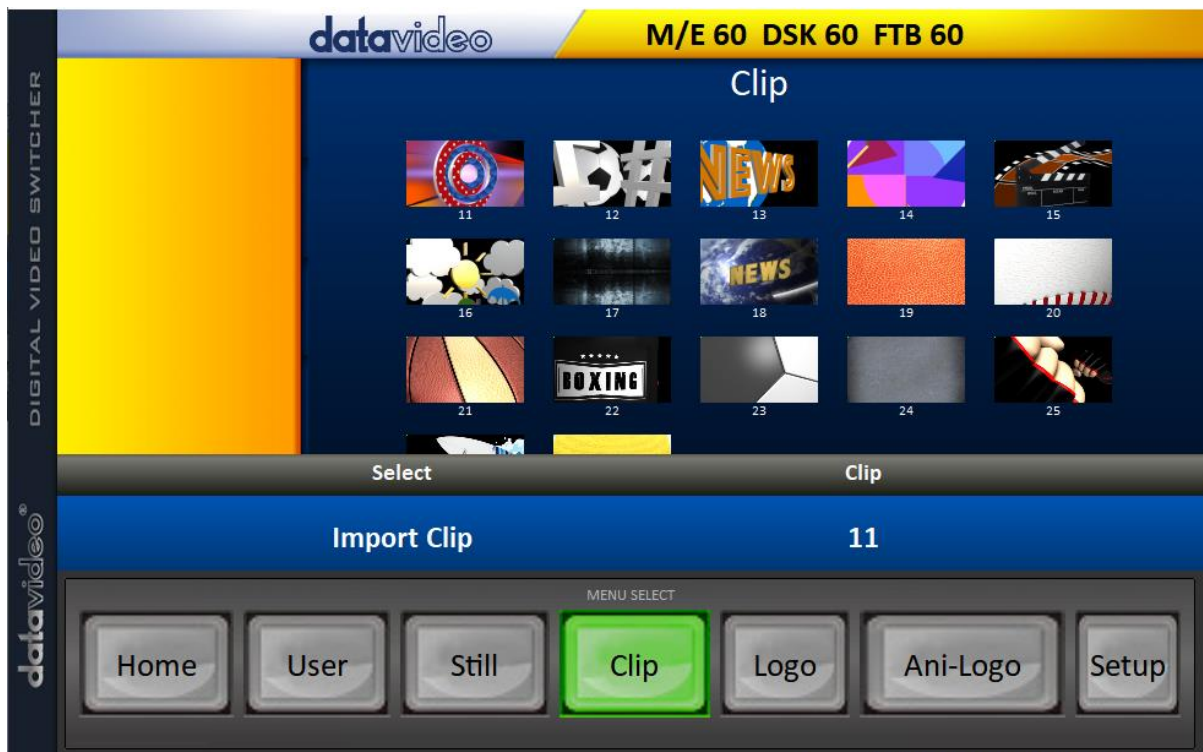 datavideo
M/E 60 DSK 60 FTB 60
DIGITAL VIDEO SWITCHER
datavideo®
Clip
NEWS
11 12 13 14 15
NEWS
16 17 18 19 20
BOXING
21 22 23 24 25
Select Clip
Import Clip 11
MENU SELECT
Home User Still Clip Logo Ani-Logo Setup